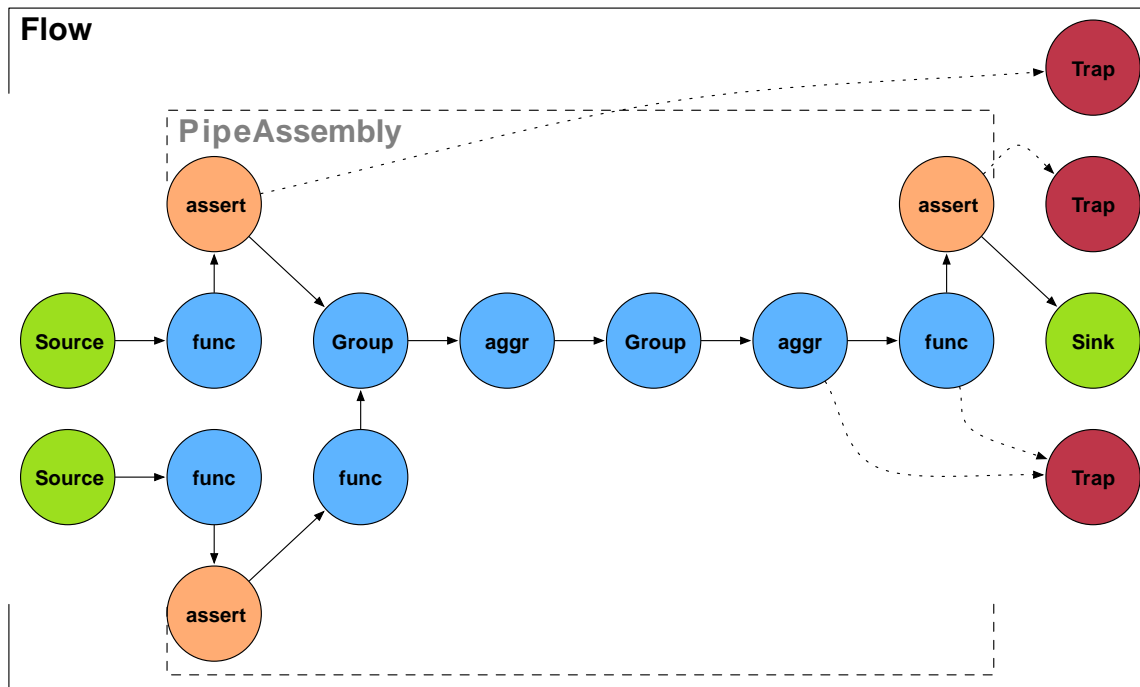 Flow
Trap
PipeAssembly
assert
assert
Trap
Source
func
Group
aggr
Group
aggr
func
Sink
Source
func
func
Trap
assert